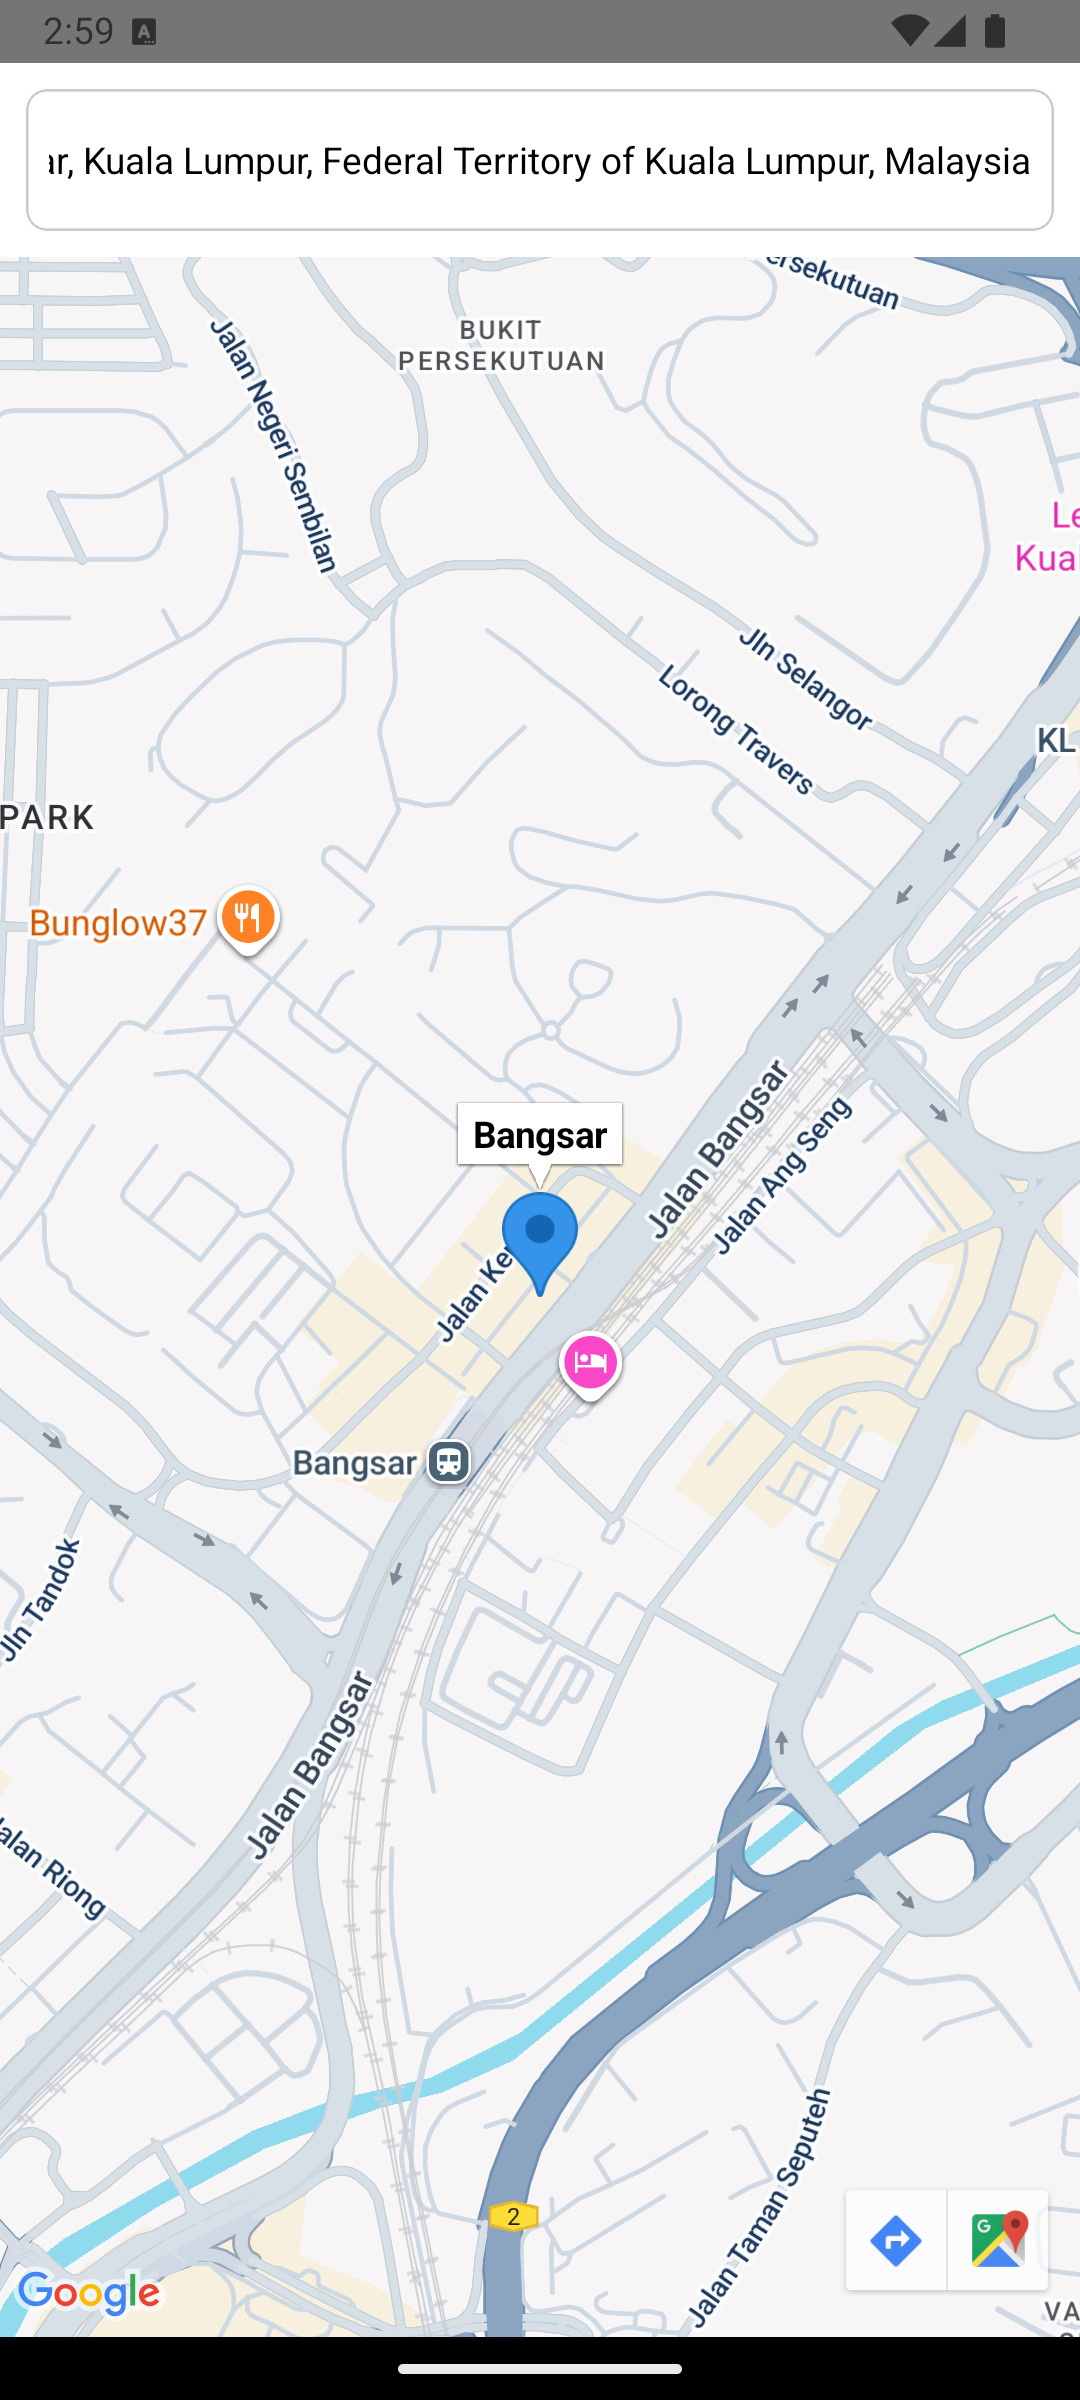 2:59
A
ar, Kuala Lumpur, Federal Territory of Kuala Lumpur, Malaysia
BUKIT
PERSEKUTUAN
Jalan Negeri Sembilan
Jln Selangor
Lorong Travers
KL
PARK
Bunglow37
Bangsar
Jalan Bangsar
Jalan Ang Seng
Jalan Ke
Bangsar
Jln Tandok
Jalan Bangsar
Jalan Riong
2
Jalan Taman Seputeh
G
Google
VA